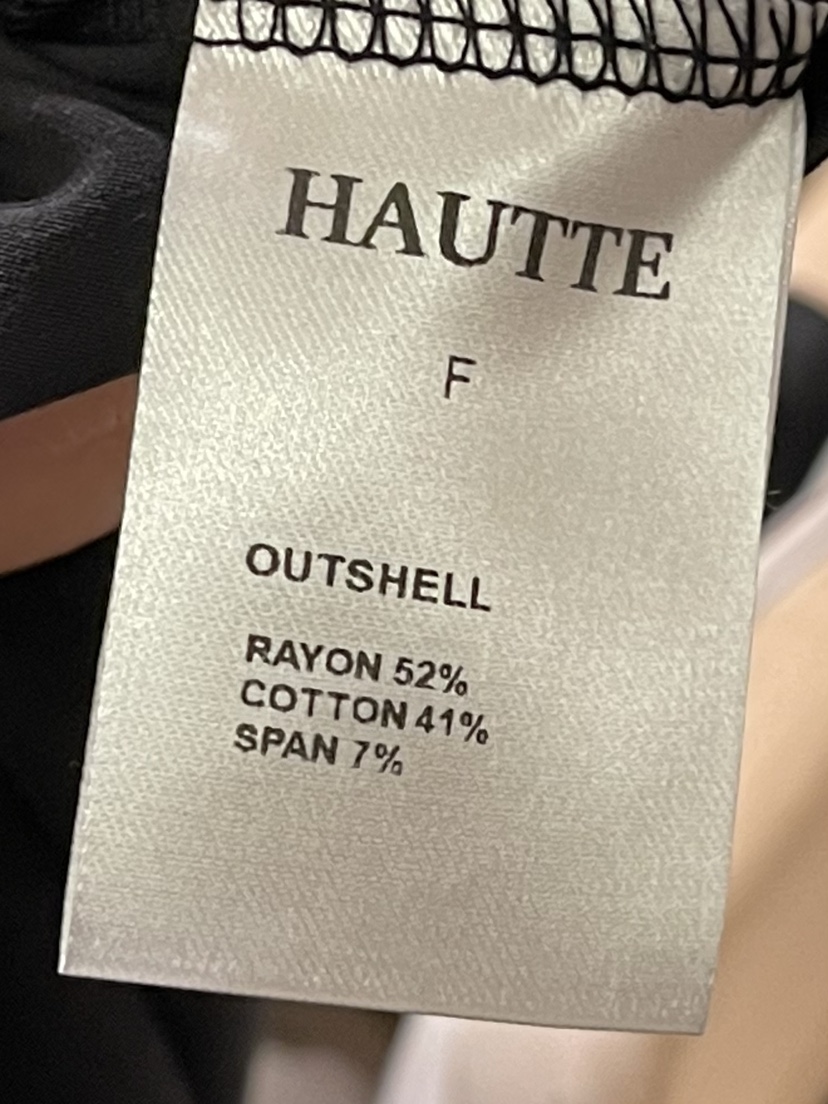 HAUTTE
F
OUTSHELL
RAYON 52%
COTTON 41%
SPAN 7%